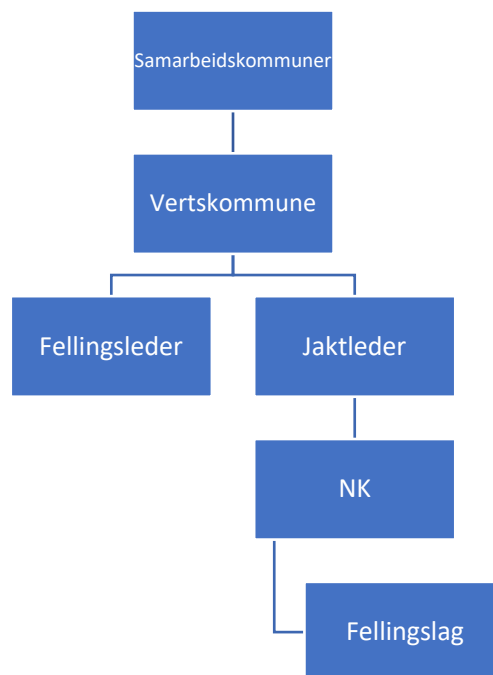 Samarbeidskommuner
Vertskommune
Fellingsleder
Jaktleder
NK
Fellingslag